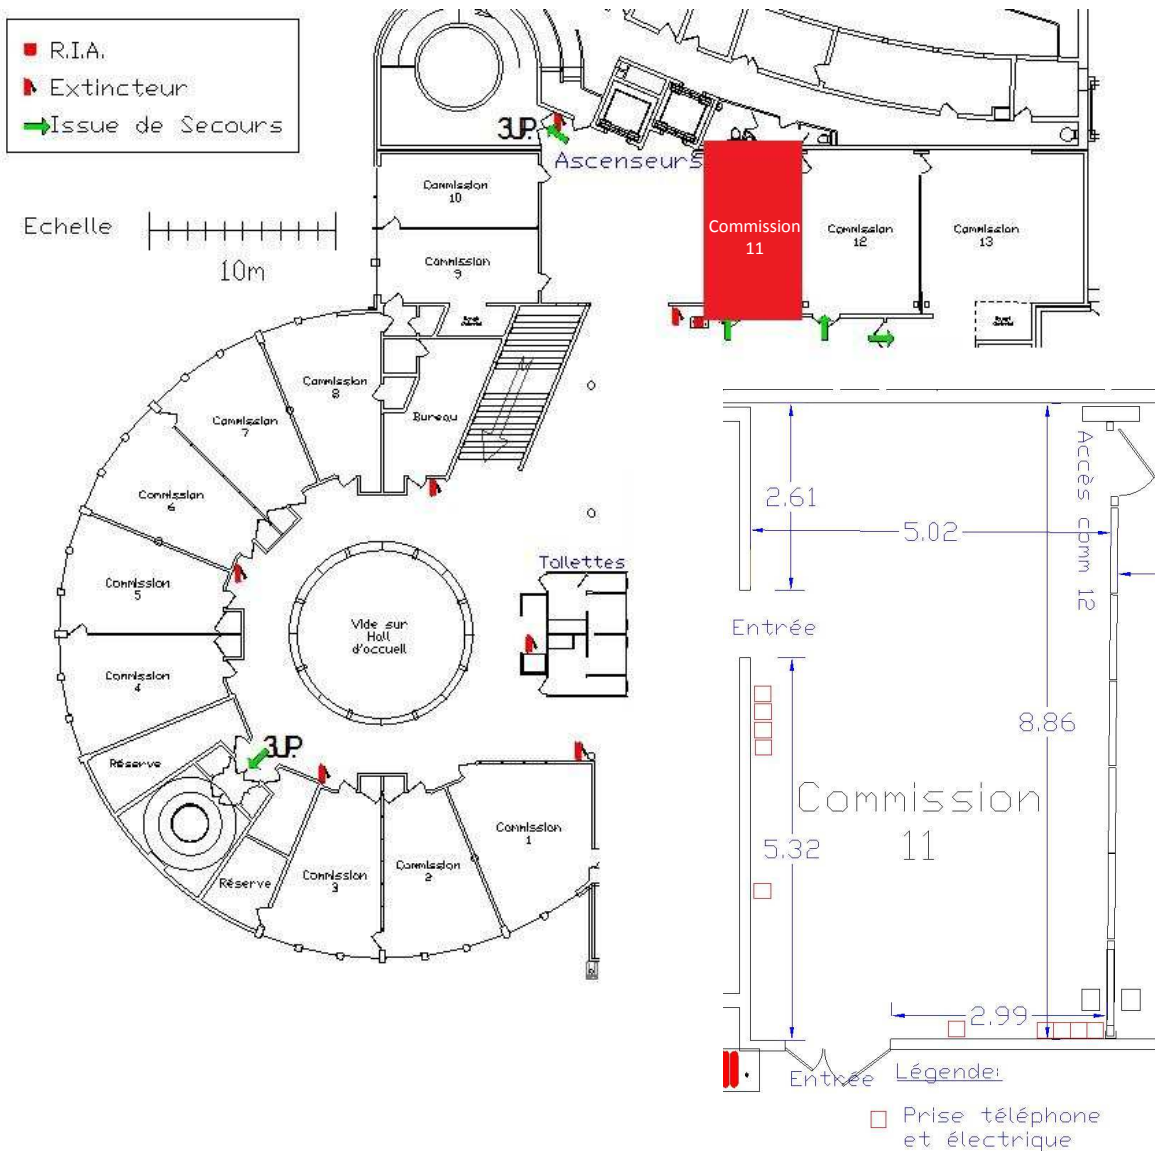 R.I.A.
Extincteur
Issue de Secours
Echelle
10m
3U.P.
Ascenseurs
Commission
10
Commission
9
Commission
11
Commission
12
Commission
13
Commission
8
Bureau
Commission
7
Commission
6
Commission
5
Commission
4
Vide sur
Hall
d'accueil
Toilettes
3U.P.
Réserve
Réserve
Commission
3
Commission
2
Commission
1
2.61
5.02
Accès comm 12
Entrée
8.86
Commission
11
5.32
2.99
Entrée
Légende:
Prise téléphone
et électrique